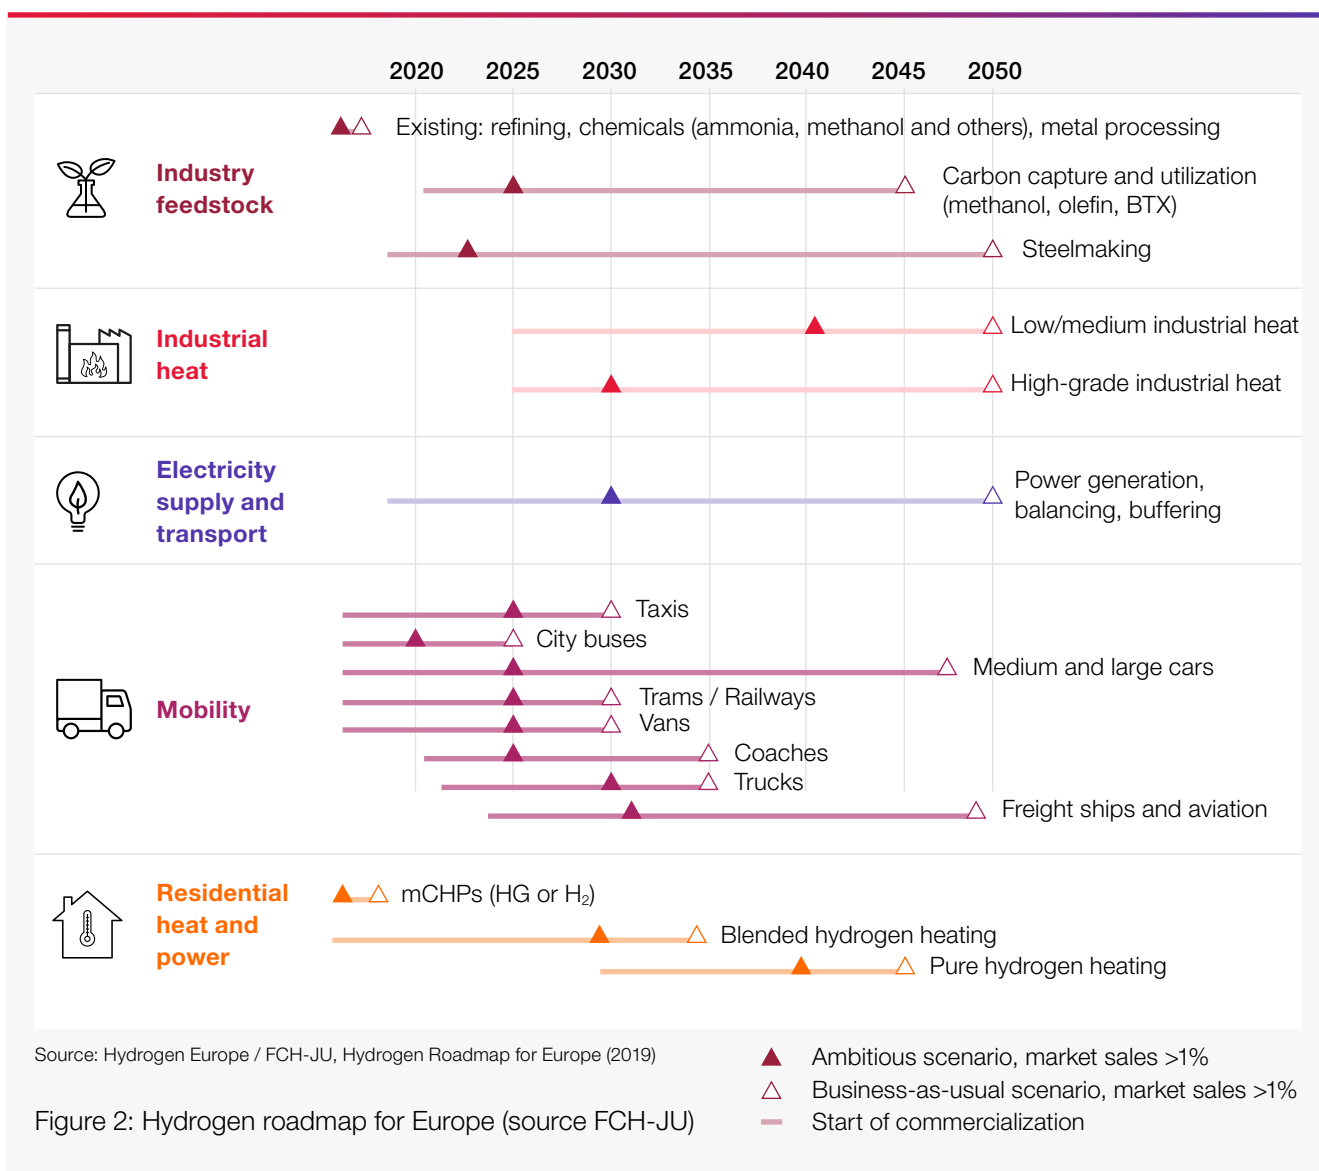 2020 2025 2030 2035 2040 2045 2050
Existing: refining, chemicals (ammonia, methanol and others), metal processing
Industry
feedstock
Carbon capture and utilization
(methanol, olefin, BTX)
Steelmaking
Industrial
heat
Low/medium industrial heat
High-grade industrial heat
Electricity
supply and
transport
Power generation,
balancing, buffering
Mobility
Taxis
City buses
Medium and large cars
Trams / Railways
Vans
Coaches
Trucks
Freight ships and aviation
Residential
heat and
power
mCHPs (HG or H₂)
Blended hydrogen heating
Pure hydrogen heating
Source: Hydrogen Europe / FCH-JU, Hydrogen Roadmap for Europe (2019)
Figure 2: Hydrogen roadmap for Europe (source FCH-JU)
Ambitious scenario, market sales >1%
Business-as-usual scenario, market sales >1%
Start of commercialization